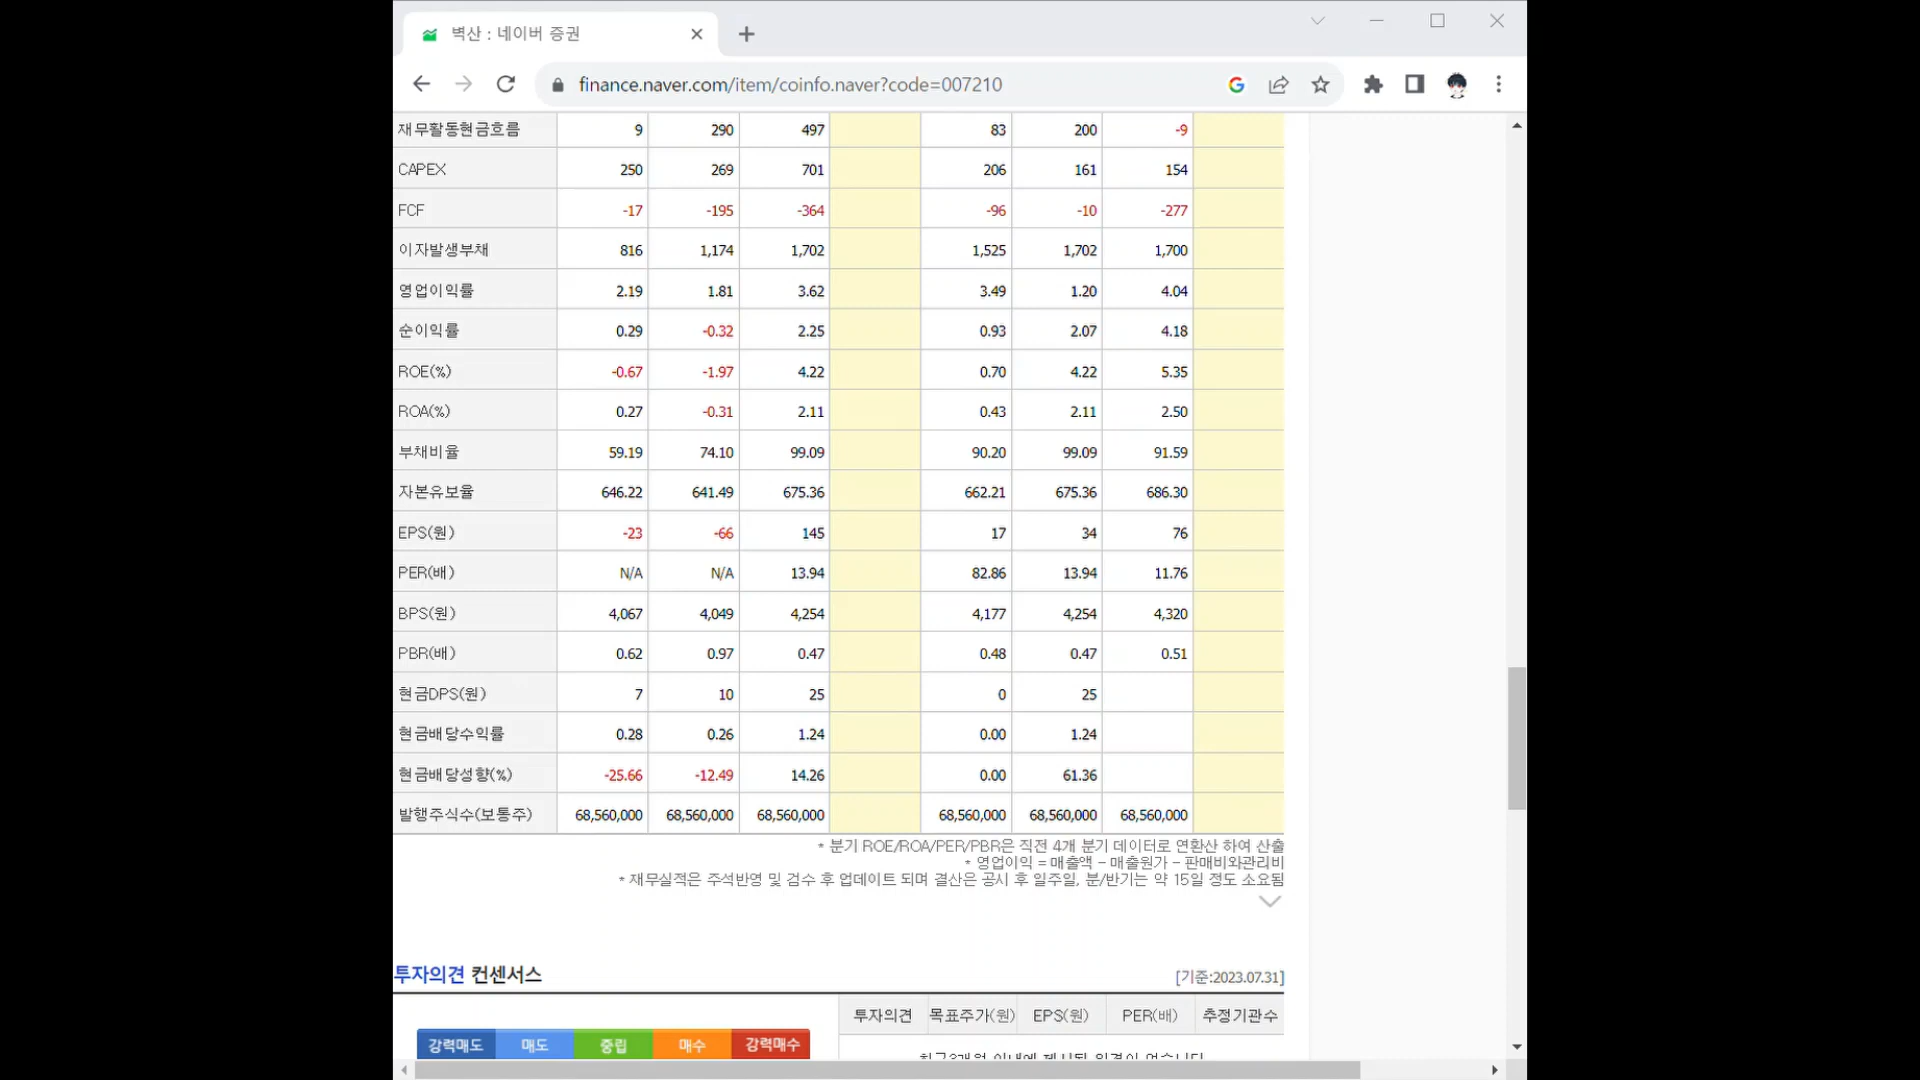 벽산 : 네이버 증권
finance.naver.com/item/coinfo.naver?code=007210
재무활동현금흐름 9 290 497 83 200 -9
CAPEX 250 269 701 206 161 154
FCF -17 -195 -364 -96 -10 -277
이자발생부채 816 1,174 1,702 1,525 1,702 1,700
영업이익률 2.19 1.81 3.62 3.49 1.20 4.04
순이익률 0.29 -0.32 2.25 0.93 2.07 4.18
ROE(%) -0.67 -1.97 4.22 0.70 4.22 5.35
ROA(%) 0.27 -0.31 2.11 0.43 2.11 2.50
부채비율 59.19 74.10 99.09 90.20 99.09 91.59
자본유보율 646.22 641.49 675.36 662.21 675.36 686.30
EPS(원) -23 -66 145 17 34 76
PER(배) N/A N/A 13.94 82.86 13.94 11.76
BPS(원) 4,067 4,049 4,254 4,177 4,254 4,320
PBR(배) 0.62 0.97 0.47 0.48 0.47 0.51
현금DPS(원) 7 10 25 0 25
현금배당수익률 0.28 0.26 1.24 0.00 1.24
현금배당성향(%) -25.66 -12.49 14.26 0.00 61.36
발행주식수(보통주) 68,560,000 68,560,000 68,560,000 68,560,000 68,560,000 68,560,000
* 분기 ROE/ROA/PER/PBR은 직전 4개 분기 데이터로 연환산 하여 산출
* 영업이익 = 매출액 - 매출원가 - 판매비와관리비
* 재무실적은 주석반영 및 검수 후 업데이트 되며 결산은 공시 후 일주일, 분/반기는 약 15일 정도 소요됨
투자의견 컨센서스 [기준:2023.07.31]
투자의견 목표주가(원) EPS(원) PER(배) 추정기관수
강력매도 매도 중립 매수 강력매수